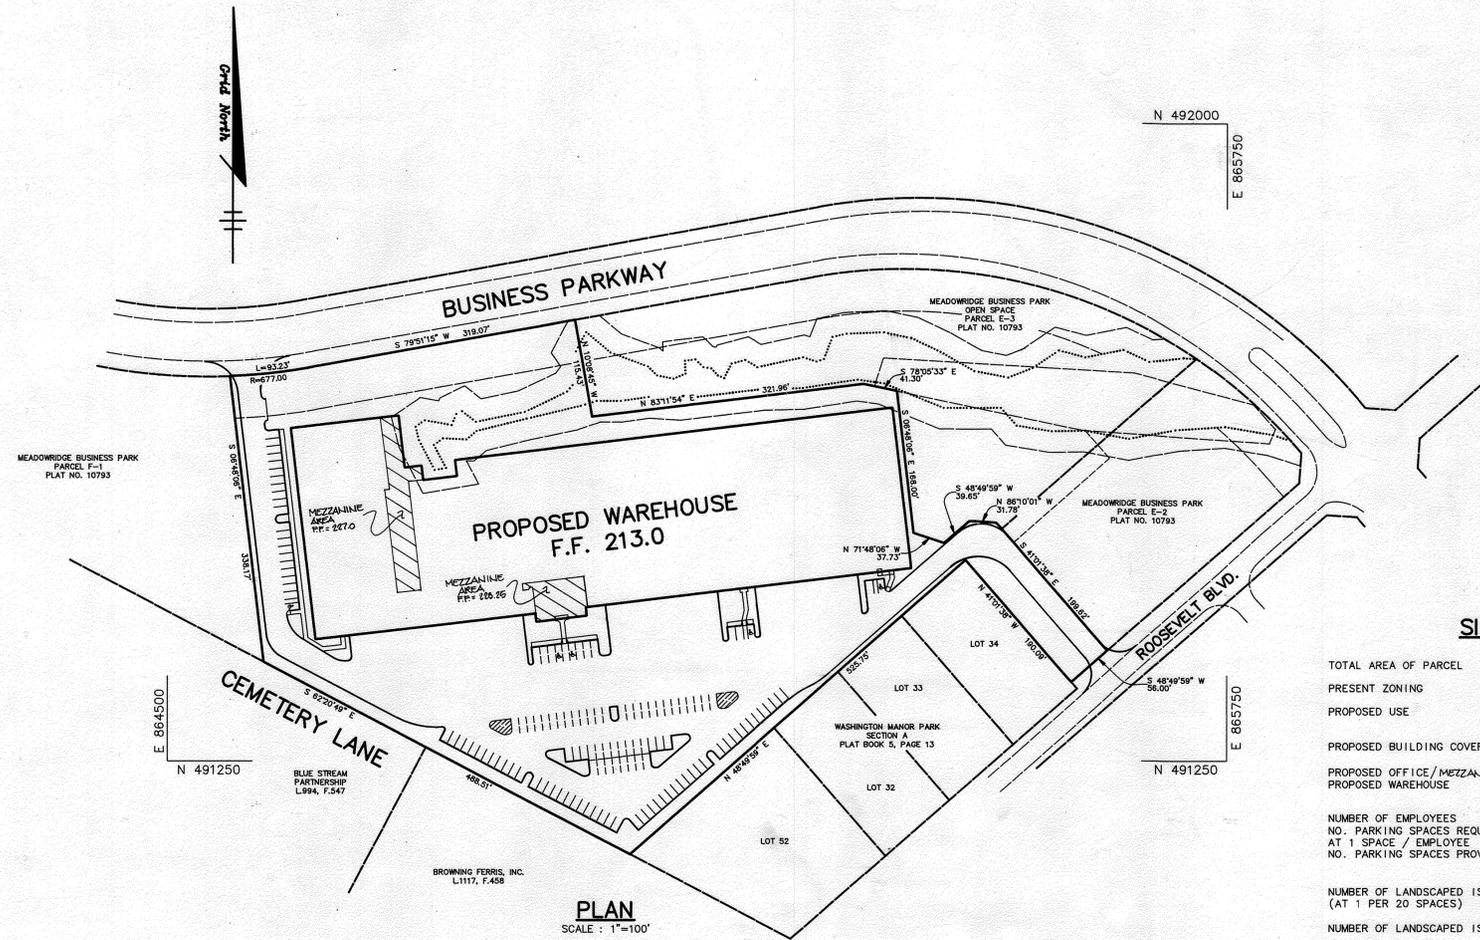 Grid North
N 492000
E 865750
BUSINESS PARKWAY
S 79°51'15" W 319.07'
L=93.23'
R=677.00
N 10°08'45" W
115.43'
MEADOWRIDGE BUSINESS PARK
OPEN SPACE
PARCEL E-3
PLAT NO. 10793
S 78°05'33" E
41.30'
N 83°11'54" E
321.96'
S 06°48'06" E 168.00'
MEADOWRIDGE BUSINESS PARK
PARCEL F-1
PLAT NO. 10793
S 06°48'06" E
338.17
MEZZANINE
AREA
F.F. = 227.0
PROPOSED WAREHOUSE
F.F. 213.0
MEZZANINE
AREA
S 48°49'59" W
39.65'
N 86°10'01" W
31.78'
MEADOWRIDGE BUSINESS PARK
PARCEL E-2
PLAT NO. 10793
N 71°48'06" W
37.73'
S 41°01'38" E 199.62'
N 41°01'38" W 190.09'
ROOSEVELT BLVD.
S 48°49'59" W
56.00'
LOT 34
LOT 33
525.75'
WASHINGTON MANOR PARK
SECTION A
PLAT BOOK 5, PAGE 13
LOT 32
N 48°49'59" E
LOT 52
CEMETERY LANE
S 62°20'49" E
488.51'
E 864500
N 491250
BLUE STREAM
PARTNERSHIP
L.994, F.547
BROWNING FERRIS, INC.
L.1117, F.458
E 865750
N 491250
PLAN
SCALE : 1"=100'
SI
TOTAL AREA OF PARCEL
PRESENT ZONING
PROPOSED USE
PROPOSED BUILDING COVER
PROPOSED OFFICE/MEZZAN
PROPOSED WAREHOUSE
NUMBER OF EMPLOYEES
NO. PARKING SPACES REQU
AT 1 SPACE / EMPLOYEE
NO. PARKING SPACES PROV
NUMBER OF LANDSCAPED IS
(AT 1 PER 20 SPACES)
NUMBER OF LANDSCAPED IS